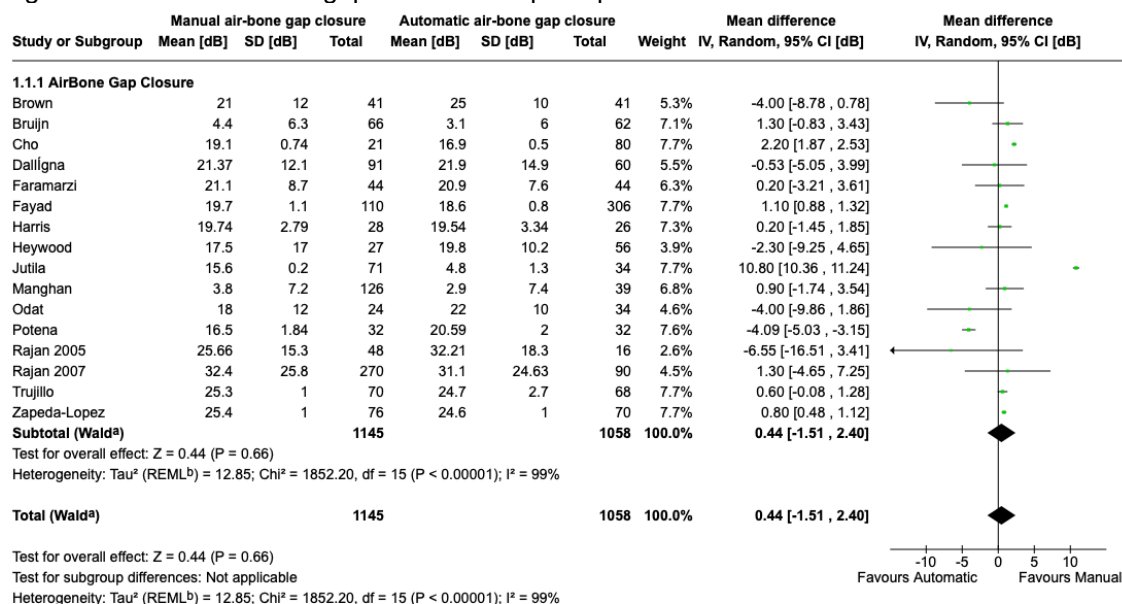 Manual air-bone gap closure Automatic air-bone gap closure Mean difference Mean difference
Study or Subgroup Mean [dB] SD [dB] Total Mean [dB] SD [dB] Total Weight IV, Random, 95% CI [dB] IV, Random, 95% CI [dB]
1.1.1 AirBone Gap Closure
Brown 21 12 41 25 10 41 5.3% -4.00 [-8.78 , 0.78]
Bruijn 4.4 6.3 66 3.1 6 62 7.1% 1.30 [-0.83 , 3.43]
Cho 19.1 0.74 21 16.9 0.5 80 7.7% 2.20 [1.87 , 2.53]
DallÍgna 21.37 12.1 91 21.9 14.9 60 5.5% -0.53 [-5.05 , 3.99]
Faramarzi 21.1 8.7 44 20.9 7.6 44 6.3% 0.20 [-3.21 , 3.61]
Fayad 19.7 1.1 110 18.6 0.8 306 7.7% 1.10 [0.88 , 1.32]
Harris 19.74 2.79 28 19.54 3.34 26 7.4% 0.20 [-1.45 , 1.85]
Heywood 17.5 17 27 19.8 10.2 56 3.9% -2.30 [-9.25 , 4.65]
Jutila 15.6 0.2 71 4.8 1.3 34 7.7% 10.80 [10.36 , 11.24]
Manghan 3.8 7.2 126 2.9 7.4 39 6.8% 0.90 [-1.74 , 3.54]
Odat 18 12 24 22 10 34 4.6% -4.00 [-9.86 , 1.86]
Potena 16.5 1.84 32 20.59 2 32 7.6% -4.09 [-5.03 , -3.15]
Rajan 2005 25.66 15.3 48 32.21 18.3 16 2.6% -6.55 [-16.51 , 3.41]
Rajan 2007 32.4 25.8 270 31.1 24.63 90 4.5% 1.30 [-4.65 , 7.25]
Trujillo 25.3 1 70 24.7 2.7 68 7.7% 0.60 [-0.08 , 1.28]
Zapeda-Lopez 25.4 1 76 24.6 1 70 7.7% 0.80 [0.48 , 1.12]
Subtotal (Waldᵃ) 1145 1058 100.0% 0.44 [-1.51 , 2.40]
Test for overall effect: Z = 0.44 (P = 0.66)
Heterogeneity: Tau² (REMLᵇ) = 12.85; Chi² = 1852.20, df = 15 (P < 0.00001); I² = 99%
Total (Waldᵃ) 1145 1058 100.0% 0.44 [-1.51 , 2.40]
Test for overall effect: Z = 0.44 (P = 0.66)
Test for subgroup differences: Not applicable
Heterogeneity: Tau² (REMLᵇ) = 12.85; Chi² = 1852.20, df = 15 (P < 0.00001); I² = 99%
-10 -5 0 5 10
Favours Automatic Favours Manual